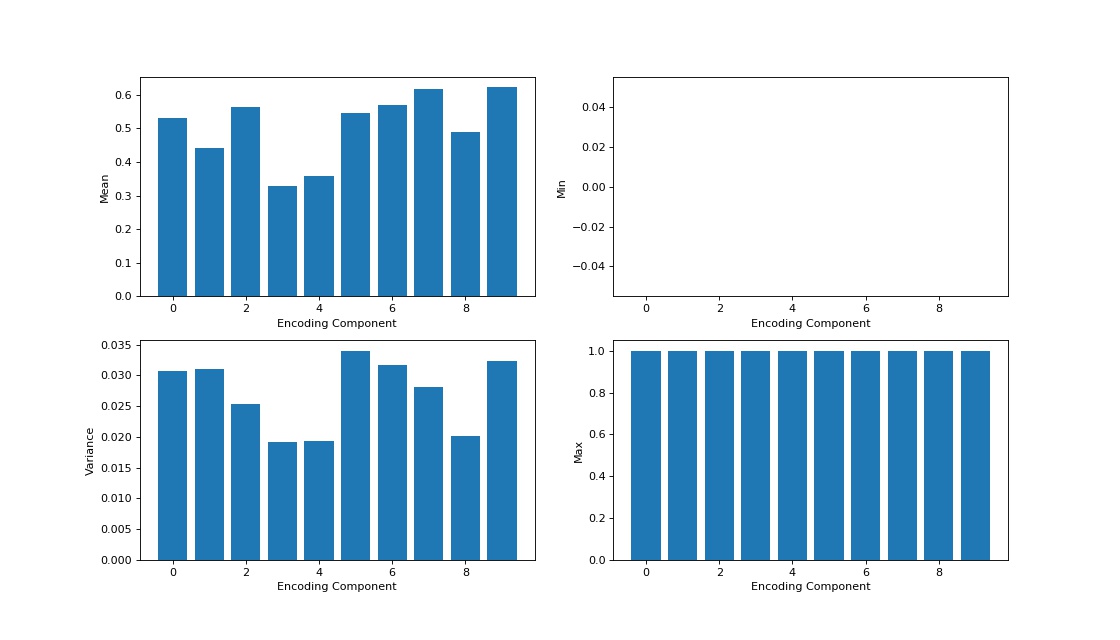 0.6
0.5
0.4
0.3
0.2
0.1
0.0
Mean
0 2 4 6 8
Encoding Component
0.04
0.02
0.00
−0.02
−0.04
Min
0 2 4 6 8
Encoding Component
0.035
0.030
0.025
0.020
0.015
0.010
0.005
0.000
Variance
0 2 4 6 8
Encoding Component
1.0
0.8
0.6
0.4
0.2
0.0
Max
0 2 4 6 8
Encoding Component